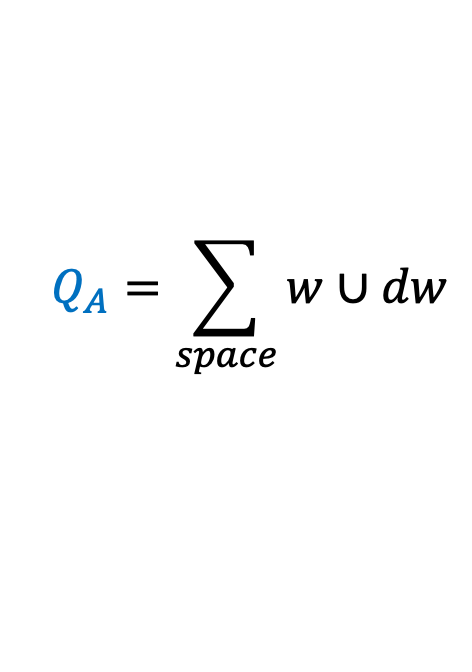 Q_A = ∑ w ∪ dw
space